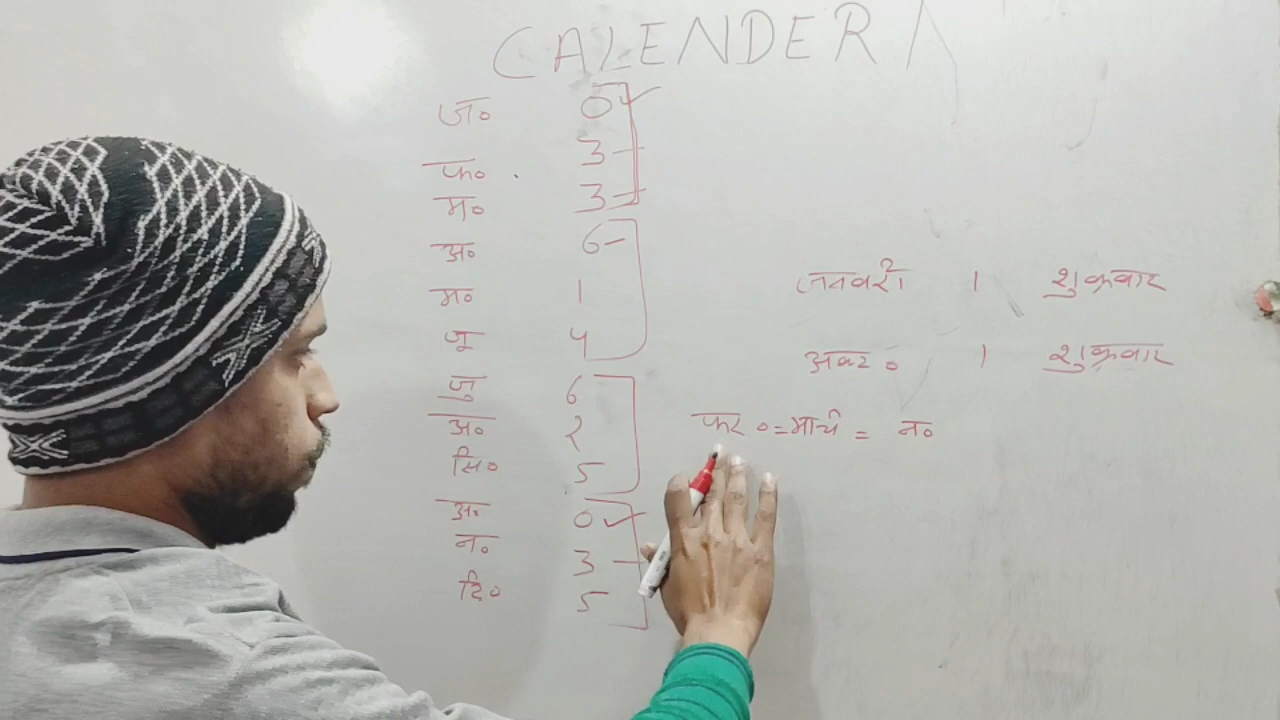 CALENDER
ज० 0
फ० 3
म० 3
अ० 6
म० 1
जू 4
जु 6
अ० 2
सि० 5
अ० 0
न० 3
दि० 5
जनवरी 1 शुक्रवार
अक्टू० 1 शुक्रवार
फर० = मार्च = न०